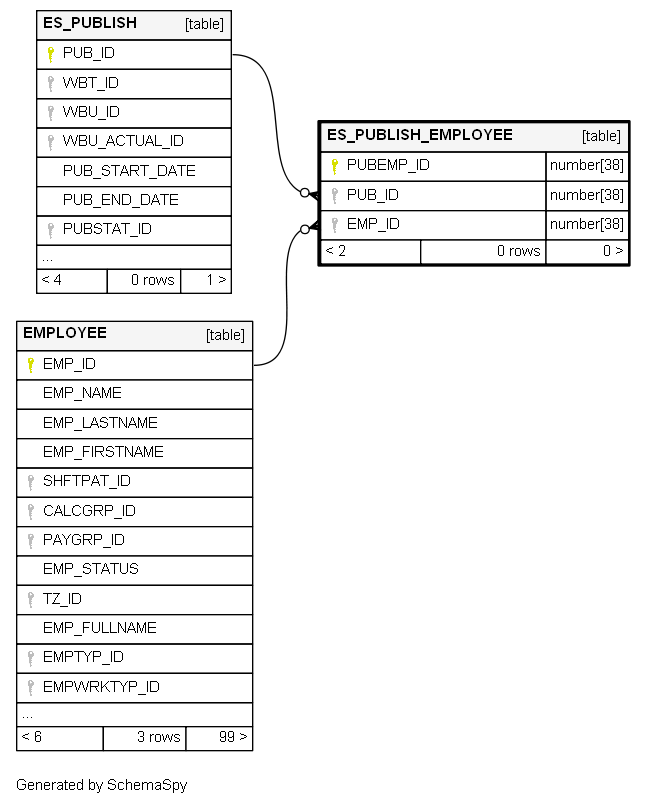 ES_PUBLISH [table]
PUB_ID
WBT_ID
WBU_ID
WBU_ACTUAL_ID
PUB_START_DATE
PUB_END_DATE
PUBSTAT_ID
...
< 4 0 rows 1 >
ES_PUBLISH_EMPLOYEE [table]
PUBEMP_ID number[38]
PUB_ID number[38]
EMP_ID number[38]
< 2 0 rows 0 >
EMPLOYEE [table]
EMP_ID
EMP_NAME
EMP_LASTNAME
EMP_FIRSTNAME
SHFTPAT_ID
CALCGRP_ID
PAYGRP_ID
EMP_STATUS
TZ_ID
EMP_FULLNAME
EMPTYP_ID
EMPWRKTYP_ID
...
< 6 3 rows 99 >
Generated by SchemaSpy